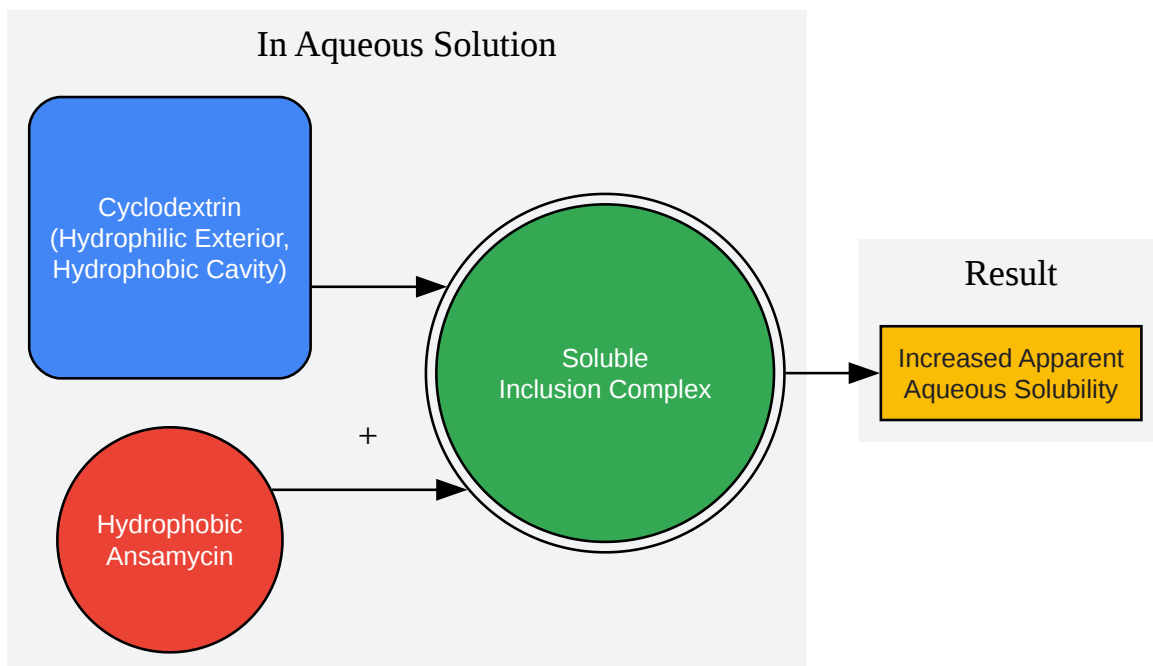 In Aqueous Solution
Cyclodextrin
(Hydrophilic Exterior,
Hydrophobic Cavity)
+
Hydrophobic
Ansamycin
Soluble
Inclusion Complex
Result
Increased Apparent
Aqueous Solubility